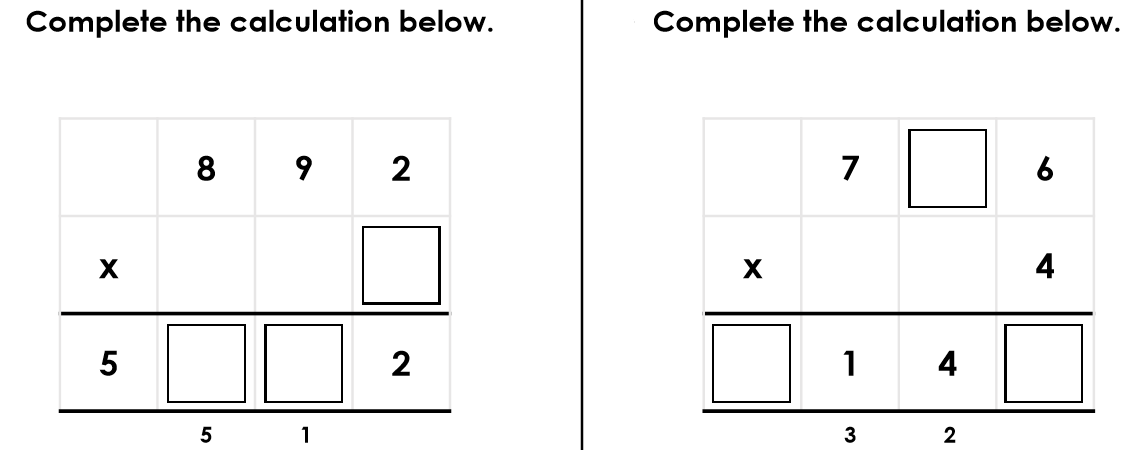 Complete the calculation below.
8 9 2
x
5 2
5 1
Complete the calculation below.
7 6
x 4
1 4
3 2